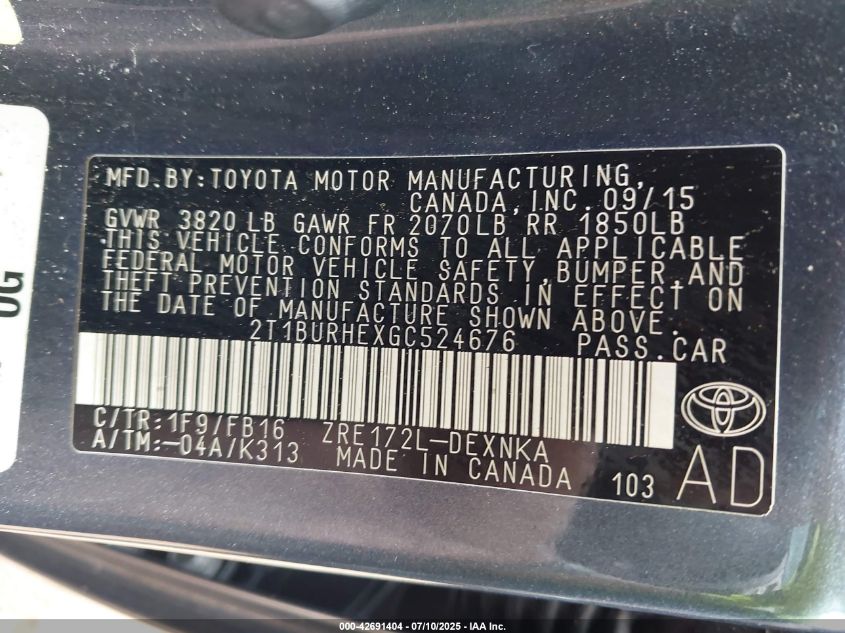 MFD.BY:TOYOTA MOTOR MANUFACTURING,
CANADA,INC. 09/15
GVWR 3820 LB GAWR FR 2070LB RR 1850LB
THIS VEHICLE CONFORMS TO ALL APPLICABLE
FEDERAL MOTOR VEHICLE SAFETY,BUMPER,AND
THEFT PREVENTION STANDARDS IN EFFECT ON
THE DATE OF MANUFACTURE SHOWN ABOVE.
2T1BURHEXGC524676 PASS.CAR
C/TR:1F9/FB16 ZRE172L-DEXNKA
A/TM:-04A/K313 MADE IN CANADA 103 AD
OG
000-42691404 - 07/10/2025 - IAA Inc.